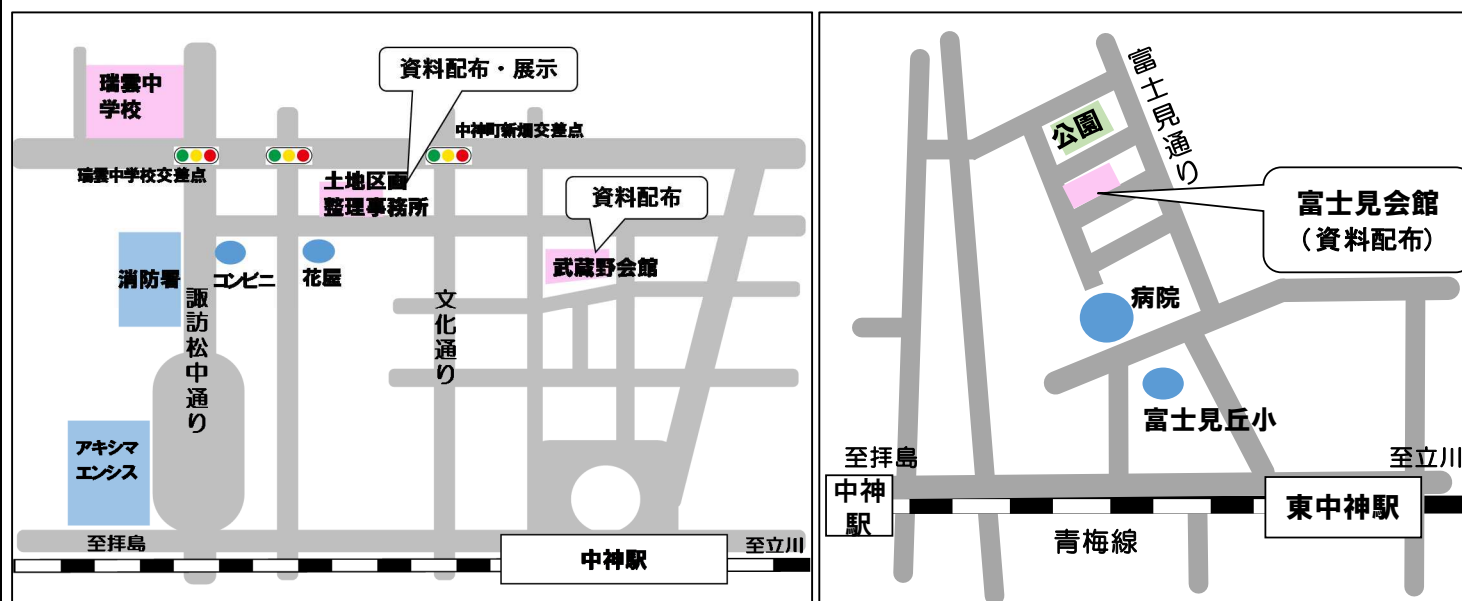 瑞雲中
学校
資料配布・展示
中神町新畑交差点
瑞雲中学校交差点
土地区画
整理事務所
資料配布
武蔵野会館
消防署
コンビニ
花屋
諏訪松中通り
文化通り
アキシマ
エンシス
至拝島
中神駅
至立川
富士見通り
公園
富士見会館
（資料配布）
病院
富士見丘小
至拝島
至立川
中神
駅
東中神駅
青梅線